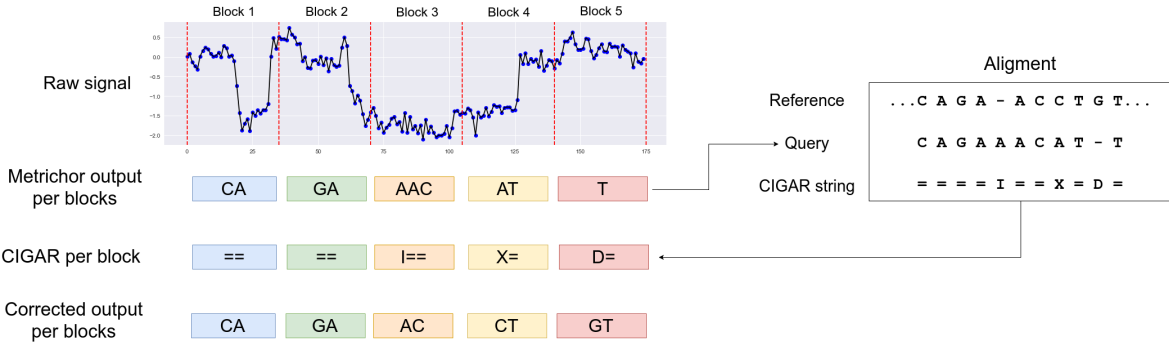 Block 1 Block 2 Block 3 Block 4 Block 5
Raw signal
0.5
0.0
−0.5
−1.0
−1.5
−2.0
0 25 50 75 100 125 150 175
Aligment
Reference ...CAGA-ACCTGT...
Query CAGAAACAT-T
CIGAR string ====I==X=D=
Metrichor output
per blocks
CA GA AAC AT T
CIGAR per block == == I== X= D=
Corrected output
per blocks
CA GA AC CT GT